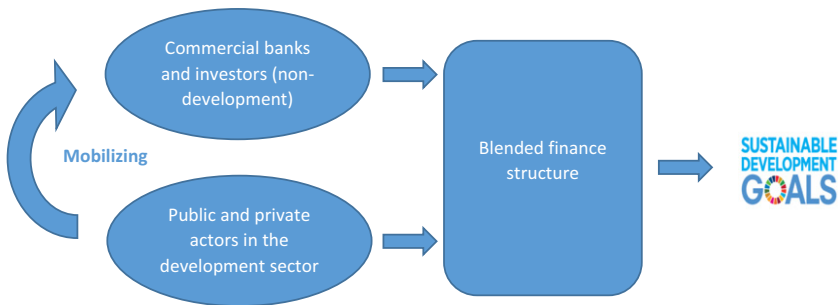 Commercial banks
and investors (non-
development)
Mobilizing
Public and private
actors in the
development sector
Blended finance
structure
SUSTAINABLE
DEVELOPMENT
GOALS